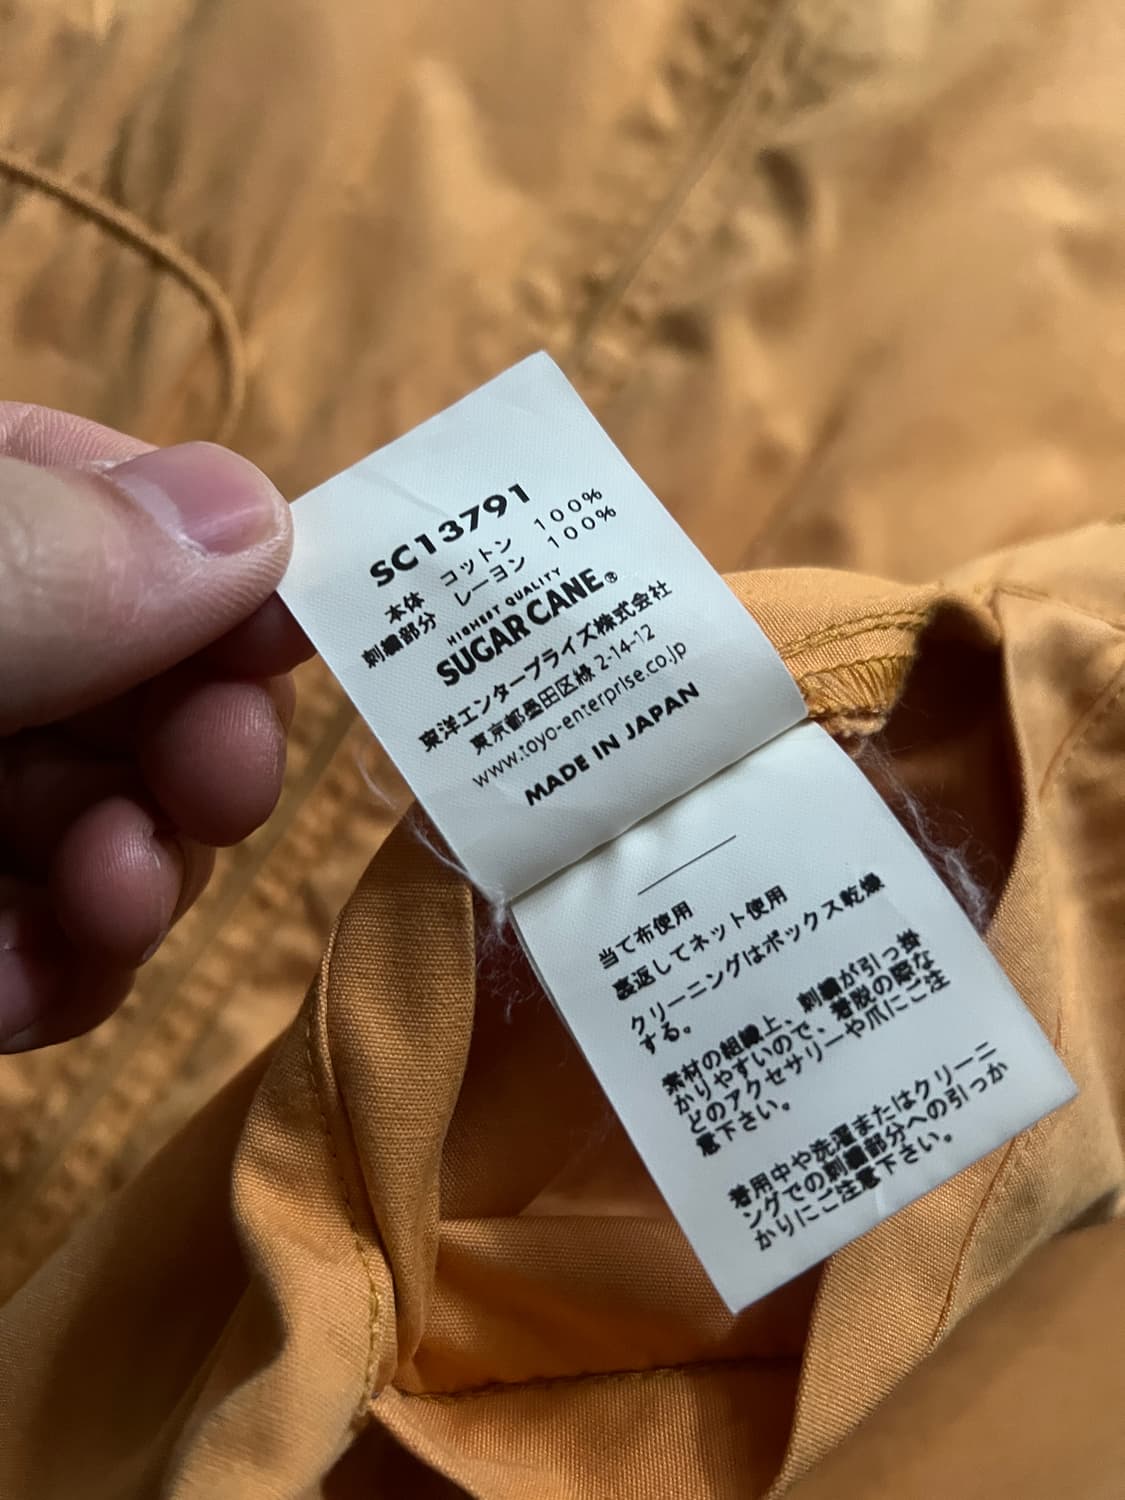 SC13791
本体 コットン 100%
刺繍部分 レーヨン 100%
HIGHEST QUALITY
SUGAR CANE®
東洋エンタープライズ株式会社
東京都墨田区緑 2-14-12
www.toyo-enterprise.co.jp
MADE IN JAPAN
当て布使用
裏返してネット使用
クリーニングはボックス乾燥
する。
素材の組織上、刺繍が引っ掛
かりやすいので、着脱の際な
どのアクセサリーや爪にご注
意下さい。
着用中や洗濯またはクリーニ
ングでの刺繍部分への引っか
かりにご注意下さい。